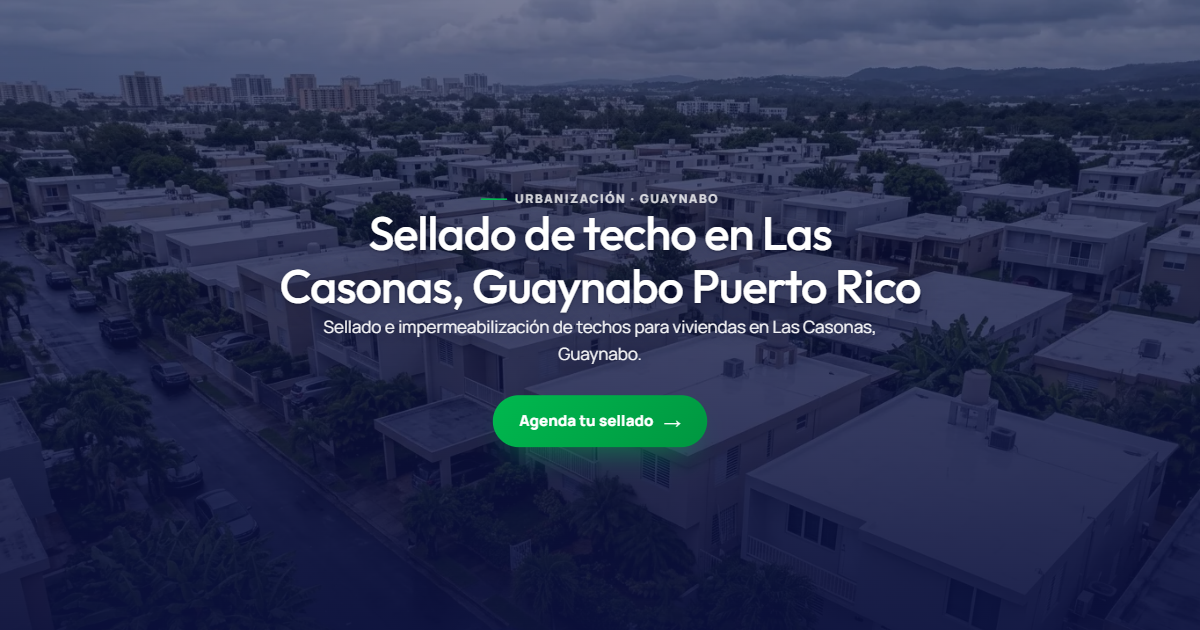 URBANIZACIÓN · GUAYNABO
Sellado de techo en Las
Casonas, Guaynabo Puerto Rico
Sellado e impermeabilización de techos para viviendas en Las Casonas,
Guaynabo.
Agenda tu sellado →